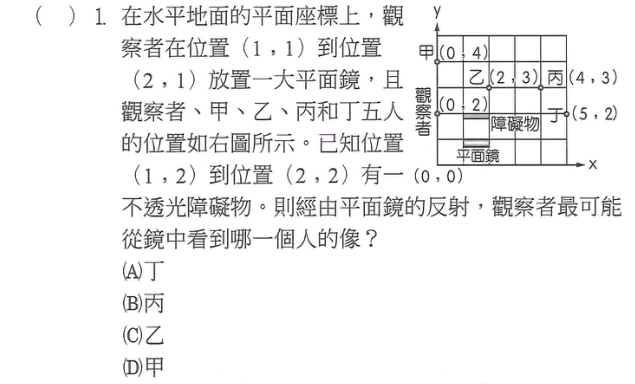 (  ) 1. 在水平地面的平面座標上，觀
察者在位置（1，1）到位置
（2，1）放置一大平面鏡，且
觀察者、甲、乙、丙和丁五人
的位置如右圖所示。已知位置
（1，2）到位置（2，2）有一
不透光障礙物。則經由平面鏡的反射，觀察者最可能
從鏡中看到哪一個人的像？
(A)丁
(B)丙
(C)乙
(D)甲
y
甲(0，4)
乙(2，3)丙(4，3)
觀察者(0，2)
障礙物
丁(5，2)
平面鏡
x
(0，0)